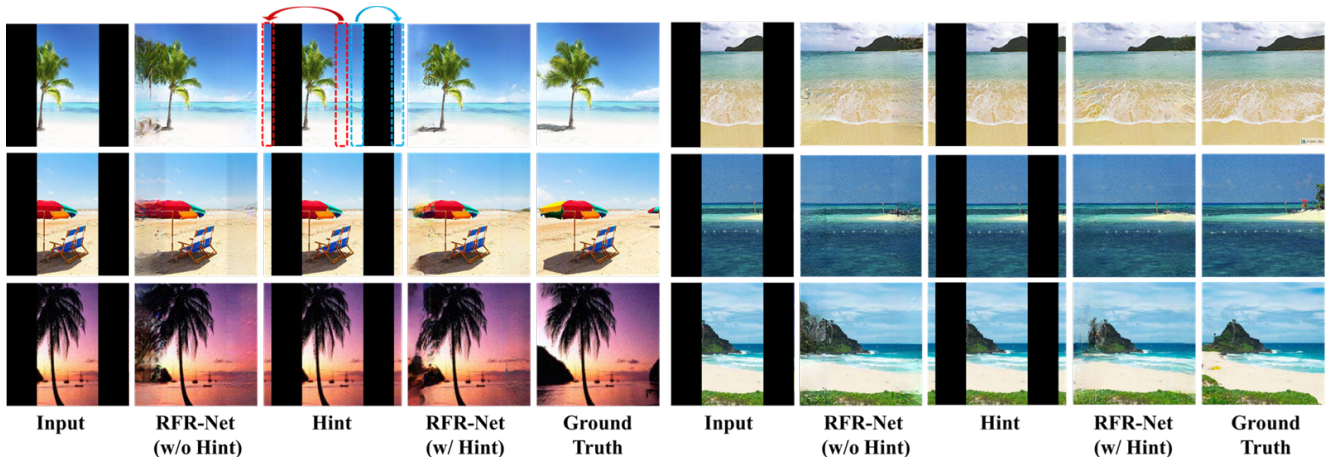 Input RFR-Net Hint RFR-Net Ground Input RFR-Net Hint RFR-Net Ground
(w/o Hint) (w/ Hint) Truth (w/o Hint) (w/ Hint) Truth